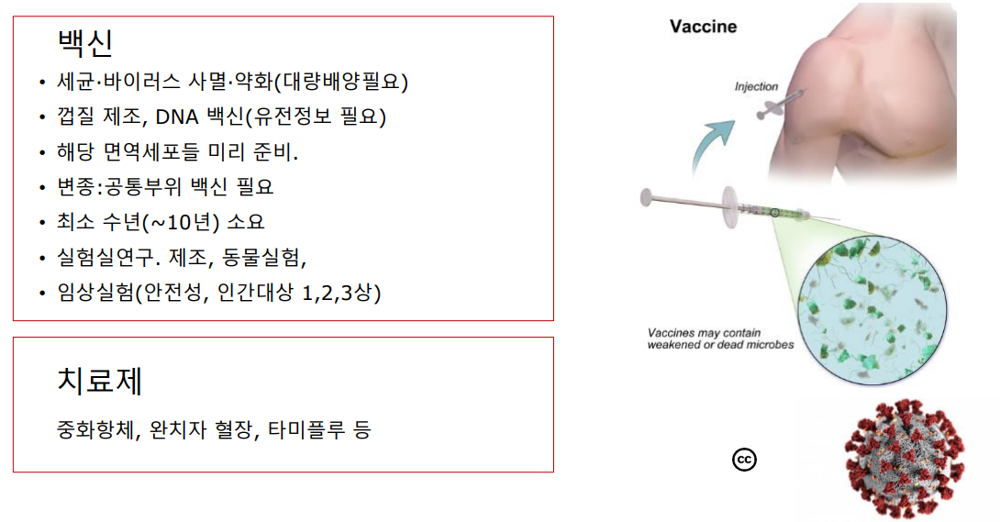 백신
• 세균·바이러스 사멸·약화(대량배양필요)
• 껍질 제조, DNA 백신(유전정보 필요)
• 해당 면역세포들 미리 준비.
• 변종:공통부위 백신 필요
• 최소 수년(~10년) 소요
• 실험실연구. 제조, 동물실험,
• 임상실험(안전성, 인간대상 1,2,3상)
치료제
중화항체, 완치자 혈장, 타미플루 등
Vaccine
Injection
Vaccines may contain
weakened or dead microbes
cc